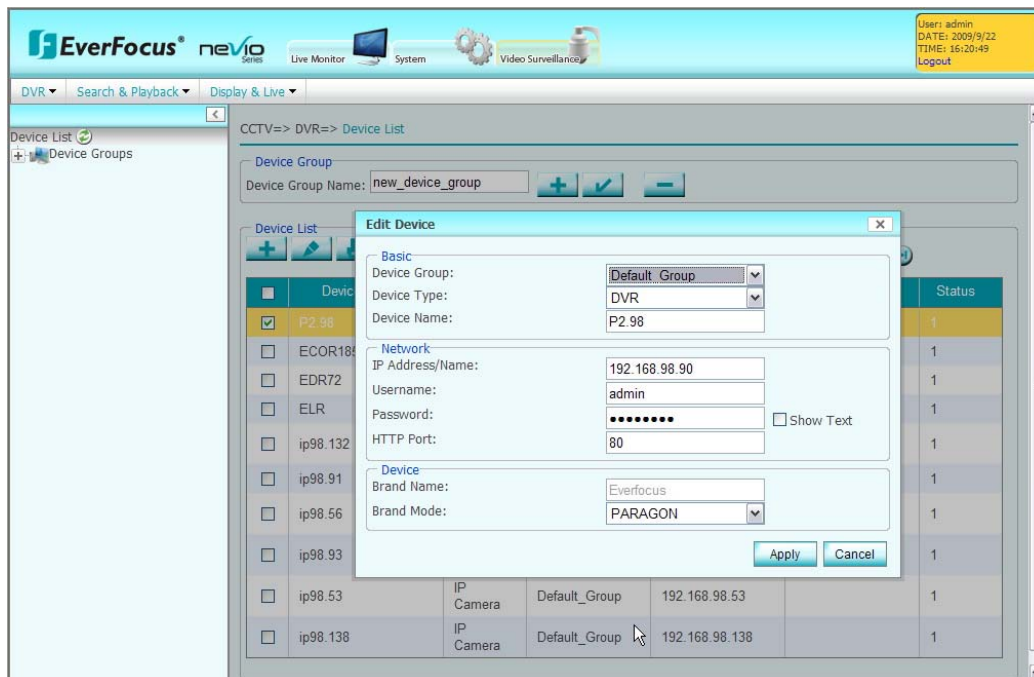 EverFocus® nevio Series
Live Monitor System Video Surveillance
User: admin
DATE: 2009/9/22
TIME: 16:20:49
Logout
DVR Search & Playback Display & Live
Device List
Device Groups
CCTV=> DVR=> Device List
Device Group
Device Group Name: new_device_group
Device List
Status
P2.98 1
ECOR185 1
EDR72 1
ELR 1
ip98.132 1
ip98.91 1
ip98.56 1
ip98.93 1
ip98.53 IP Camera Default_Group 192.168.98.53 1
ip98.138 IP Camera Default_Group 192.168.98.138 1
Edit Device
Basic
Device Group: Default_Group
Device Type: DVR
Device Name: P2.98
Network
IP Address/Name: 192.168.98.90
Username: admin
Password: ●●●●●●●● Show Text
HTTP Port: 80
Device
Brand Name: Everfocus
Brand Mode: PARAGON
Apply Cancel